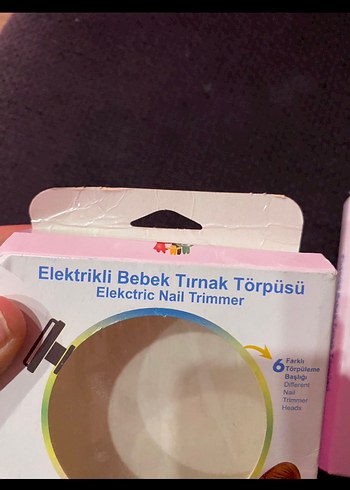 Elektrikli Bebek Tırnak Törpüsü
Elekctric Nail Trimmer
6 Farklı
Törpüleme
Başlığı
Different
Nail
Trimmer
Heads